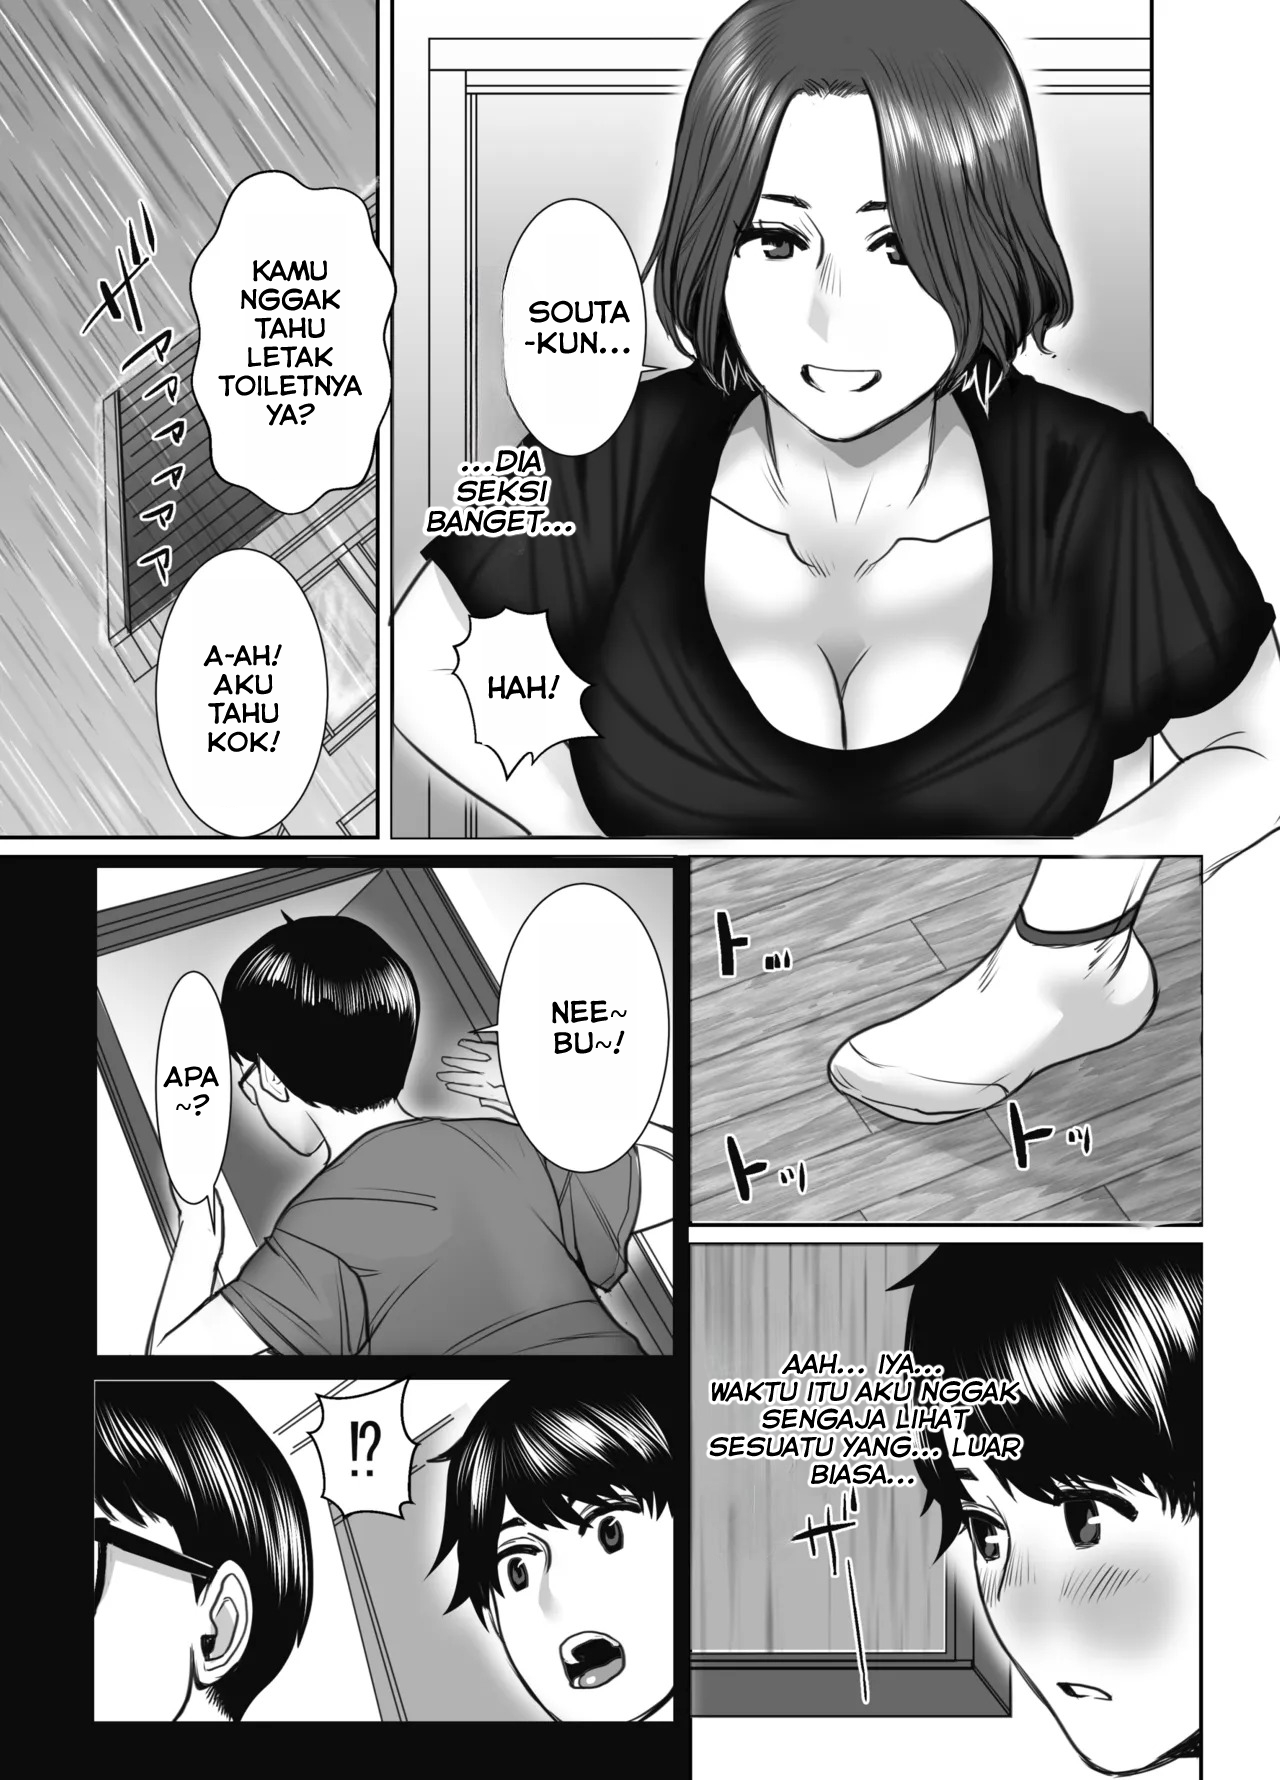 SOUTA
-KUN...
...DIA
SEKSI
BANGET...
HAH!
KAMU
NGGAK
TAHU
LETAK
TOILETNYA
YA?
A-AH!
AKU
TAHU
KOK!
ザァァァァァァ
トッ
トッ
トッ
NEE~
BU~!
APA
~?
!?
AAH... IYA...
WAKTU ITU AKU NGGAK
SENGAJA LIHAT
SESUATU YANG... LUAR
BIASA...